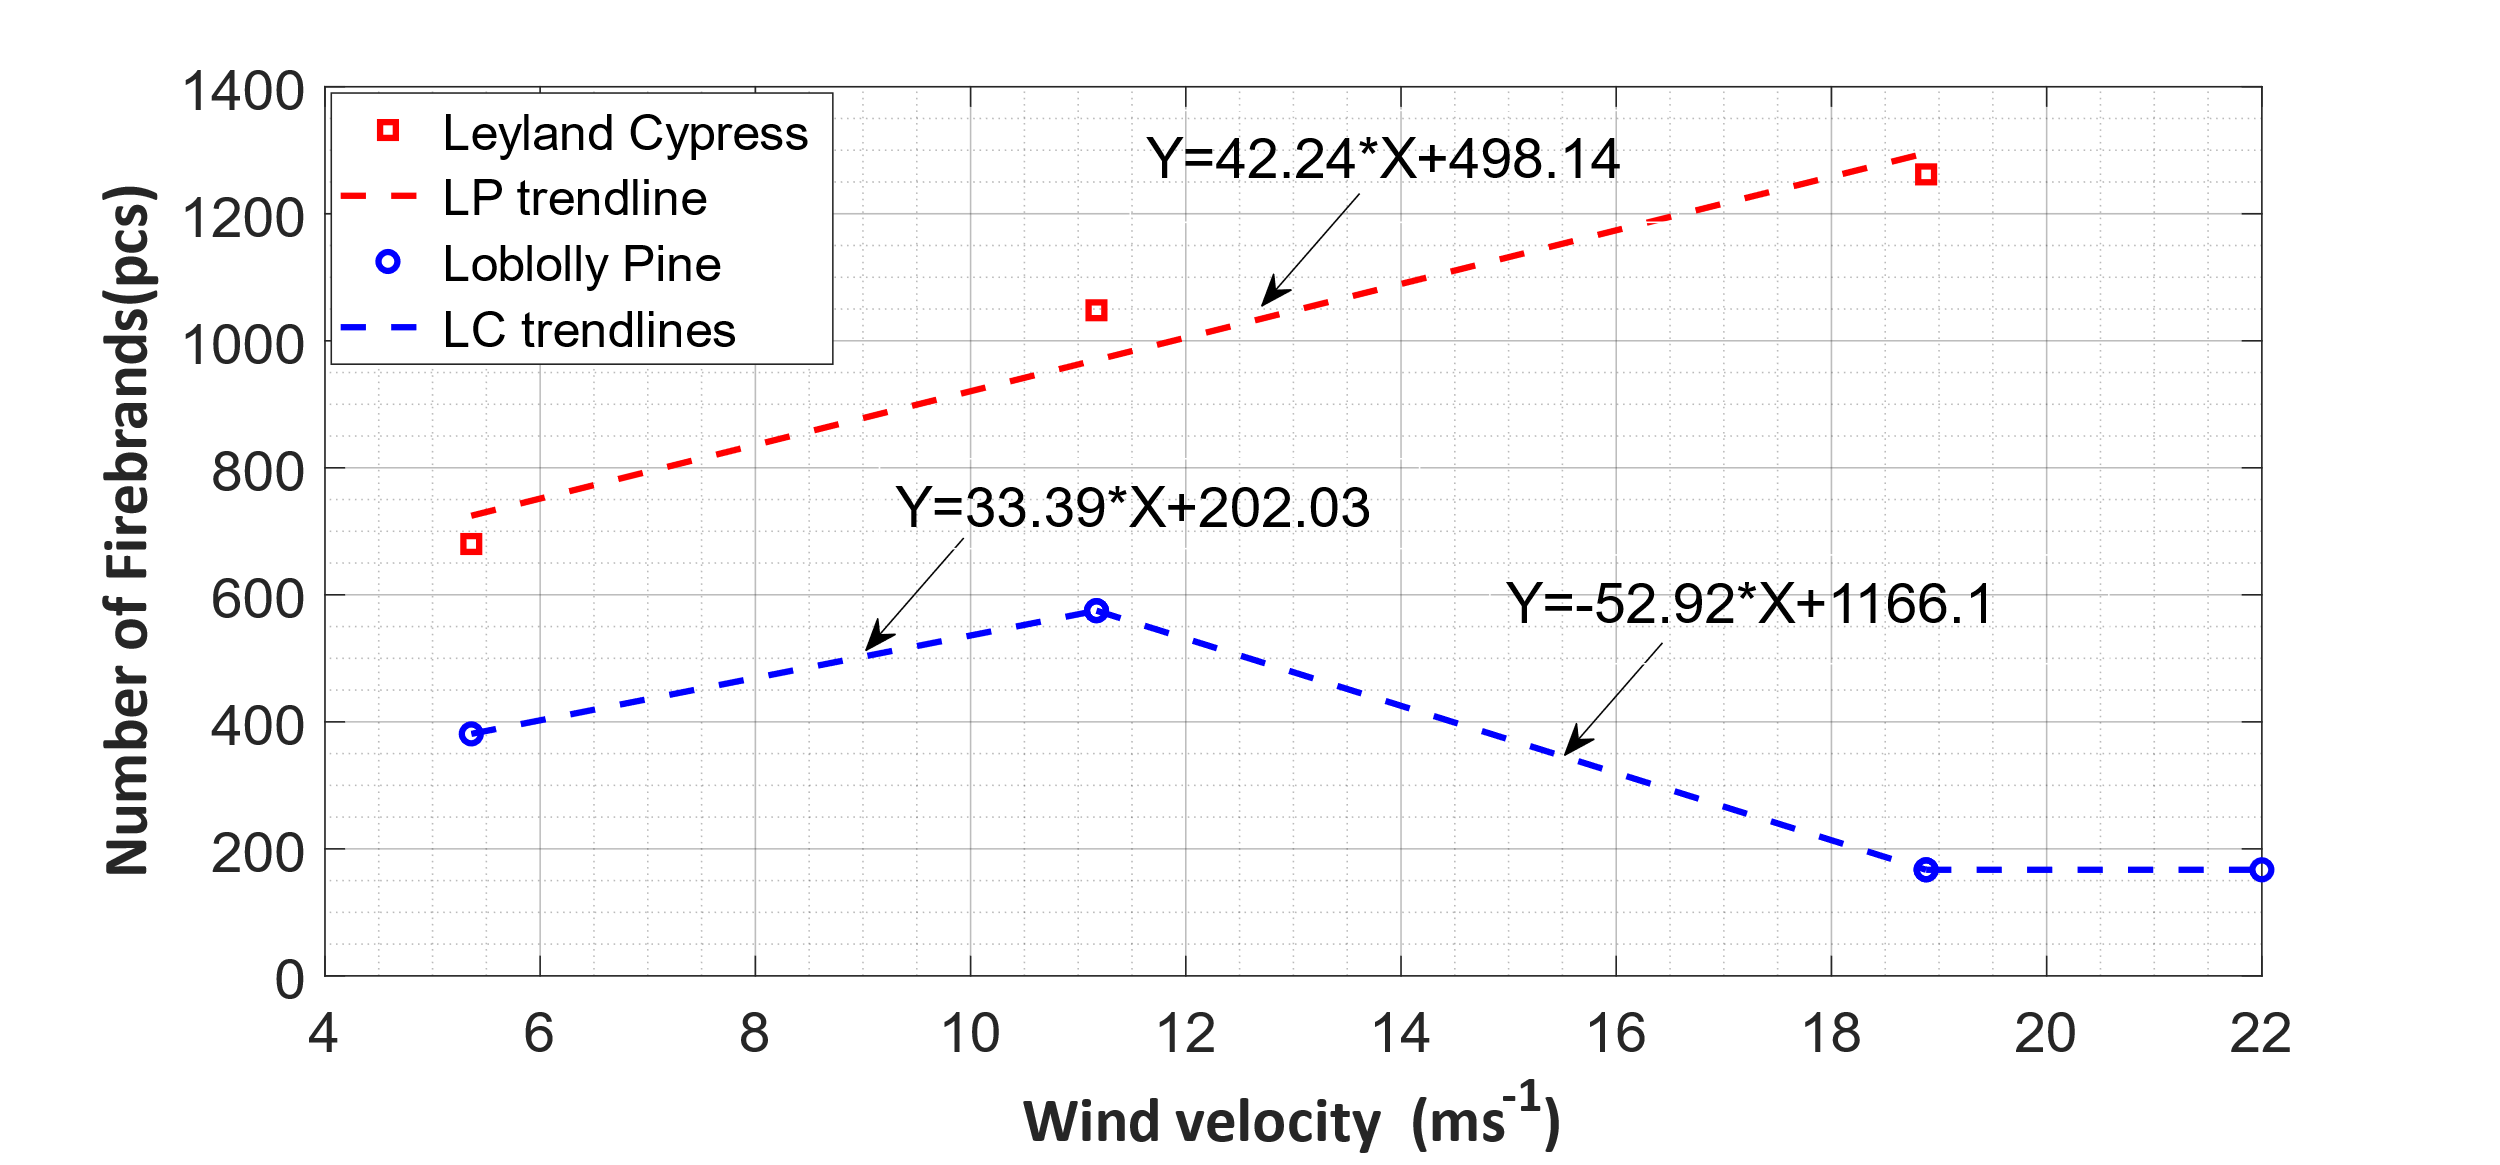 1400
1200
1000
800
600
400
200
0
Number of Firebrands(pcs)
Leyland Cypress
LP trendline
Loblolly Pine
LC trendlines
Y=42.24*X+498.14
Y=33.39*X+202.03
Y=-52.92*X+1166.1
4 6 8 10 12 14 16 18 20 22
Wind velocity (ms⁻¹)